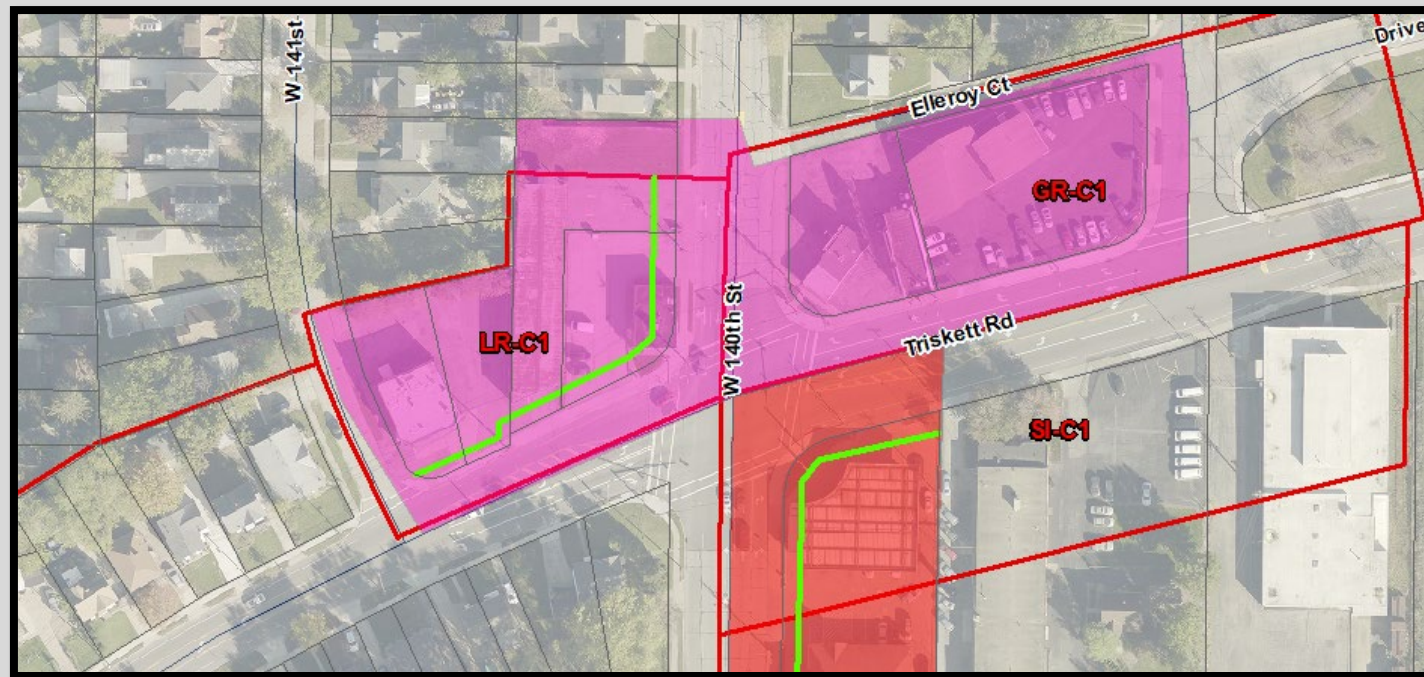 W 141st
Elleroy Ct
Drive
GR-C1
LR-C1
W 140th St
Triskett Rd
SI-C1